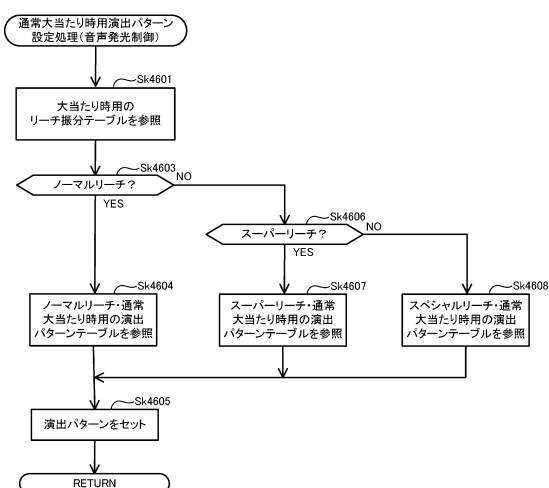 通常大当たり時用演出パターン
設定処理(音声発光制御)
Sk4601
大当たり時用の
リーチ振分テーブルを参照
Sk4603
ノーマルリーチ?
NO
YES
Sk4606
スーパーリーチ?
NO
YES
Sk4604
ノーマルリーチ・通常
大当たり時用の演出
パターンテーブルを参照
Sk4607
スーパーリーチ・通常
大当たり時用の演出
パターンテーブルを参照
Sk4608
スペシャルリーチ・通常
大当たり時用の演出
パターンテーブルを参照
Sk4605
演出パターンをセット
RETURN